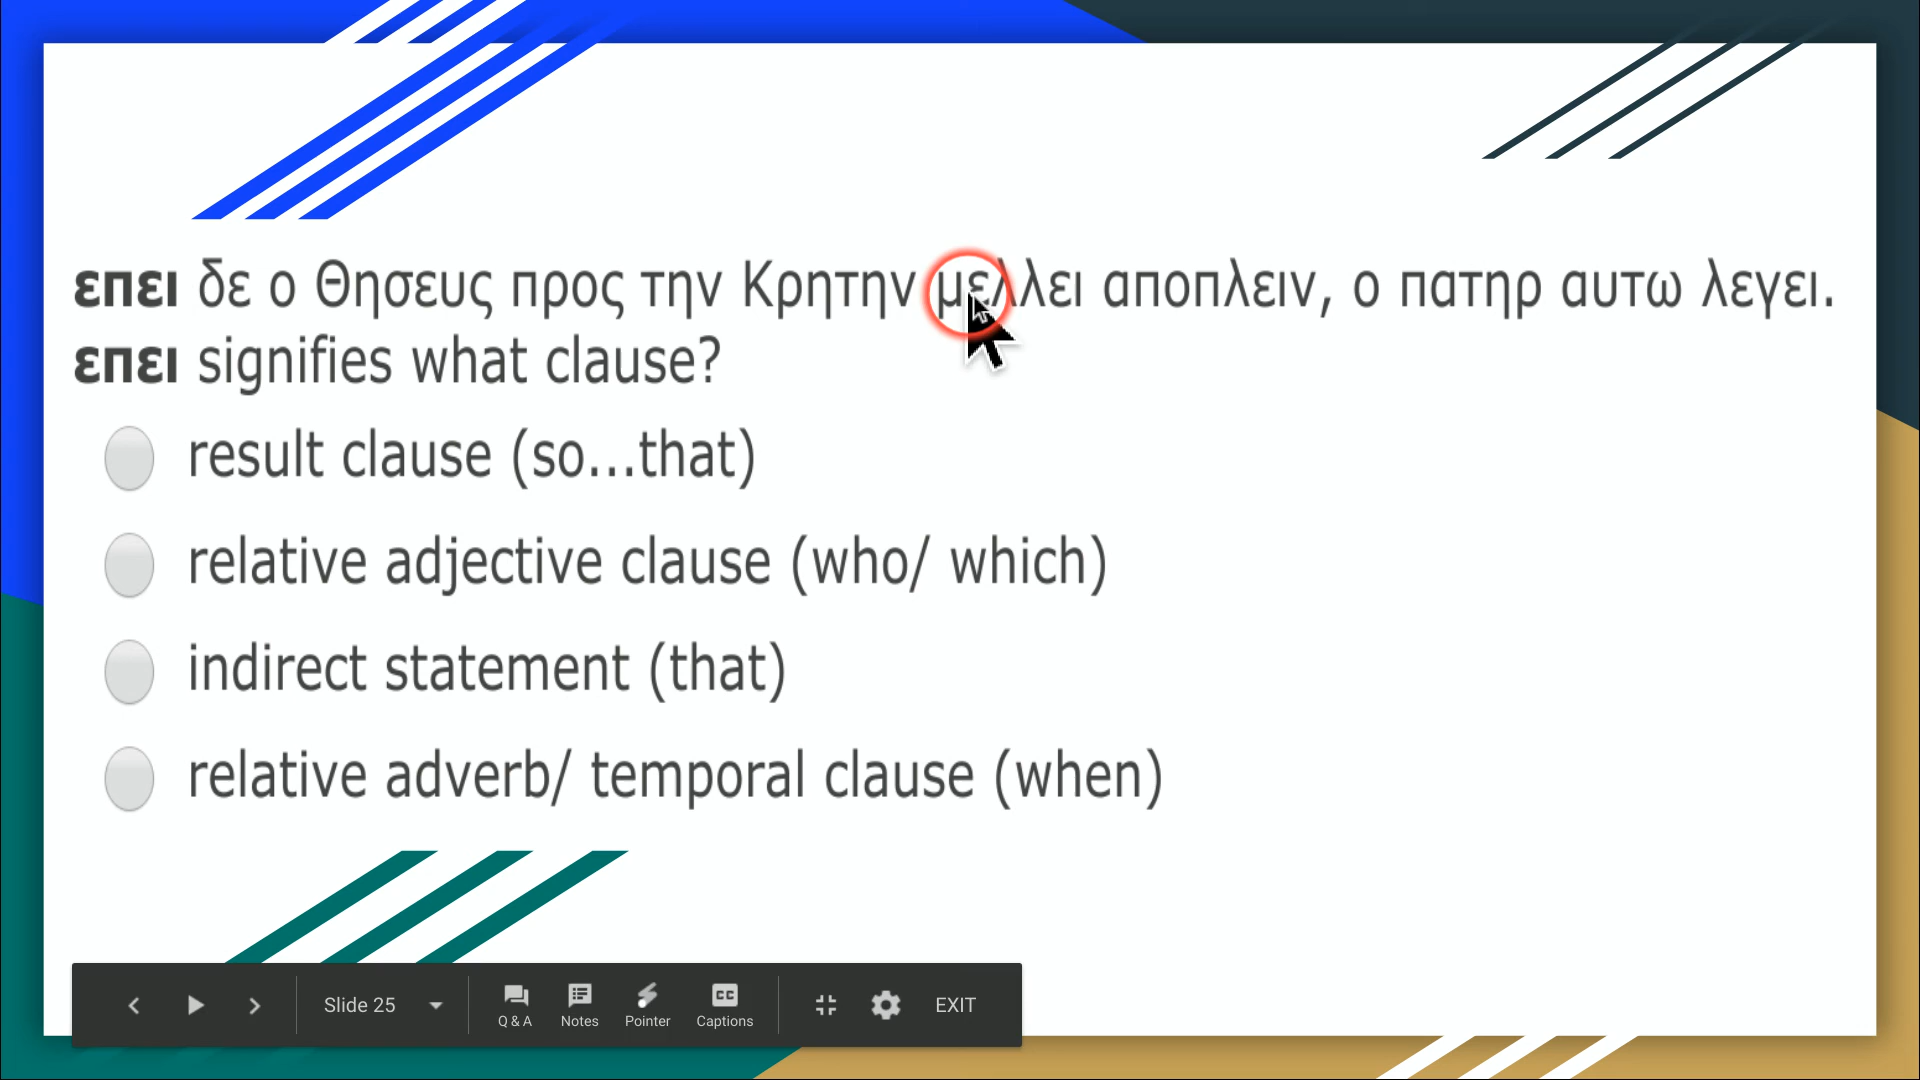 επει δε ο Θησευς προς την Κρητην μελλει αποπλειν, ο πατηρ αυτω λεγει.
επει signifies what clause?
result clause (so...that)
relative adjective clause (who/ which)
indirect statement (that)
relative adverb/ temporal clause (when)
Slide 25
Q & A
Notes
Pointer
CC
Captions
EXIT